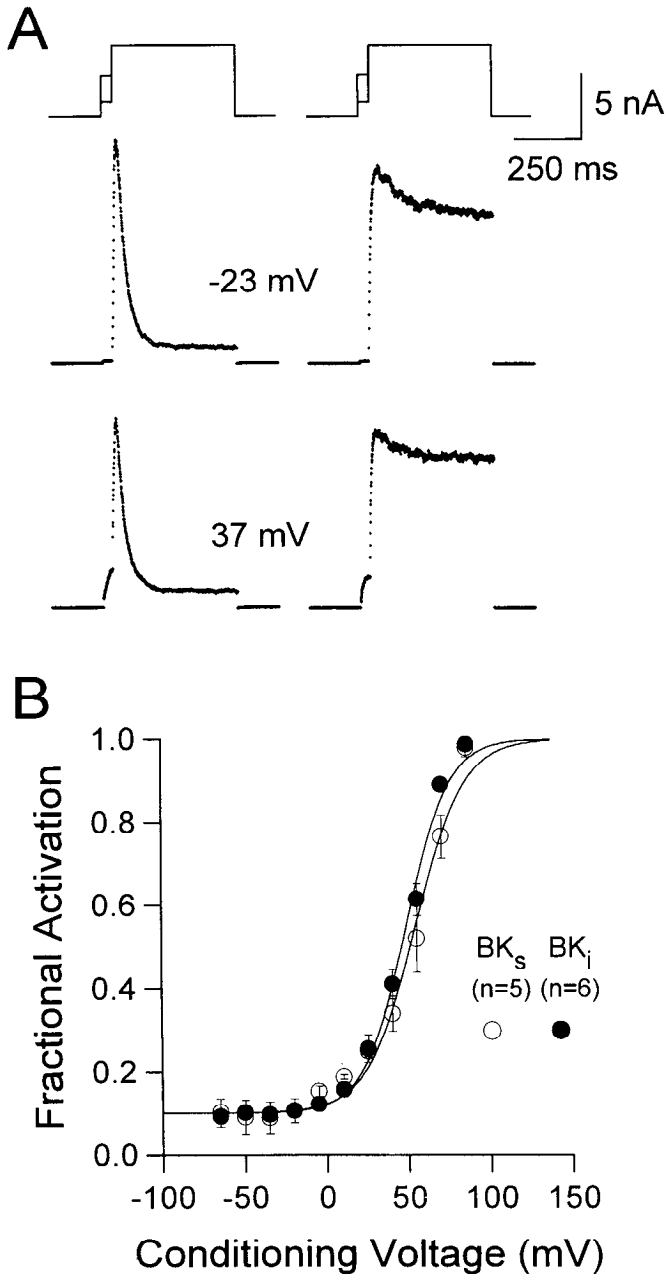 A
5 nA
250 ms
-23 mV
37 mV
B
Fractional Activation
1.0
0.8
0.6
0.4
0.2
0.0
BKs BKi
(n=5) (n=6)
-100 -50 0 50 100 150
Conditioning Voltage (mV)